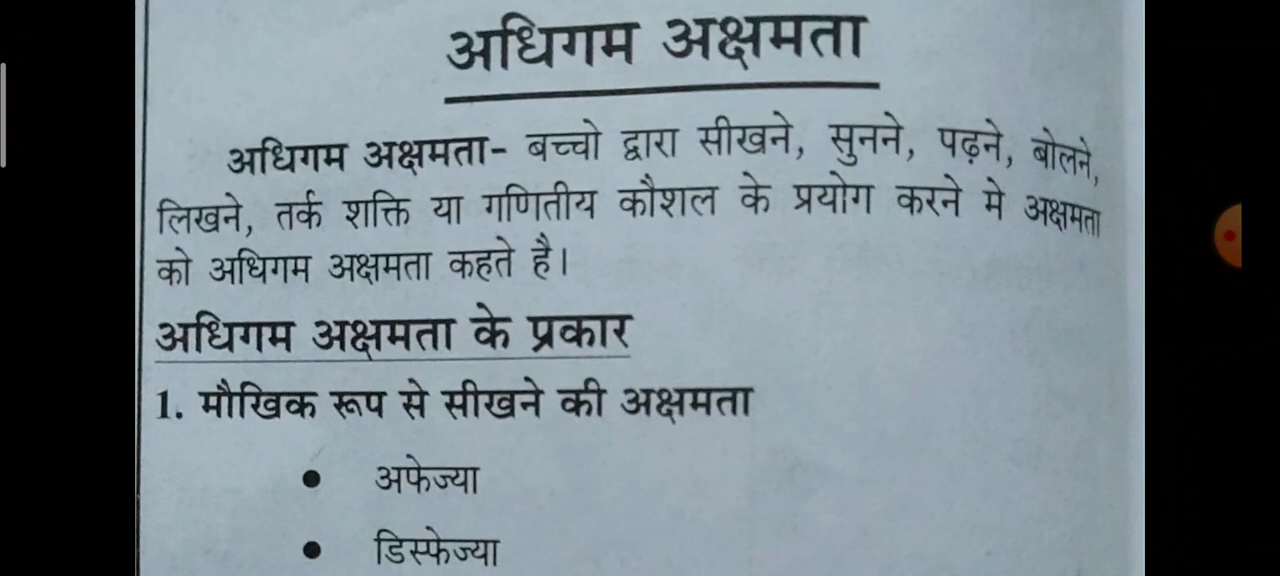 अधिगम अक्षमता
अधिगम अक्षमता- बच्चो द्वारा सीखने, सुनने, पढ़ने, बोलने,
लिखने, तर्क शक्ति या गणितीय कौशल के प्रयोग करने मे अक्षमता
को अधिगम अक्षमता कहते है।
अधिगम अक्षमता के प्रकार
1. मौखिक रूप से सीखने की अक्षमता
• अफेज्या
• डिस्फेज्या